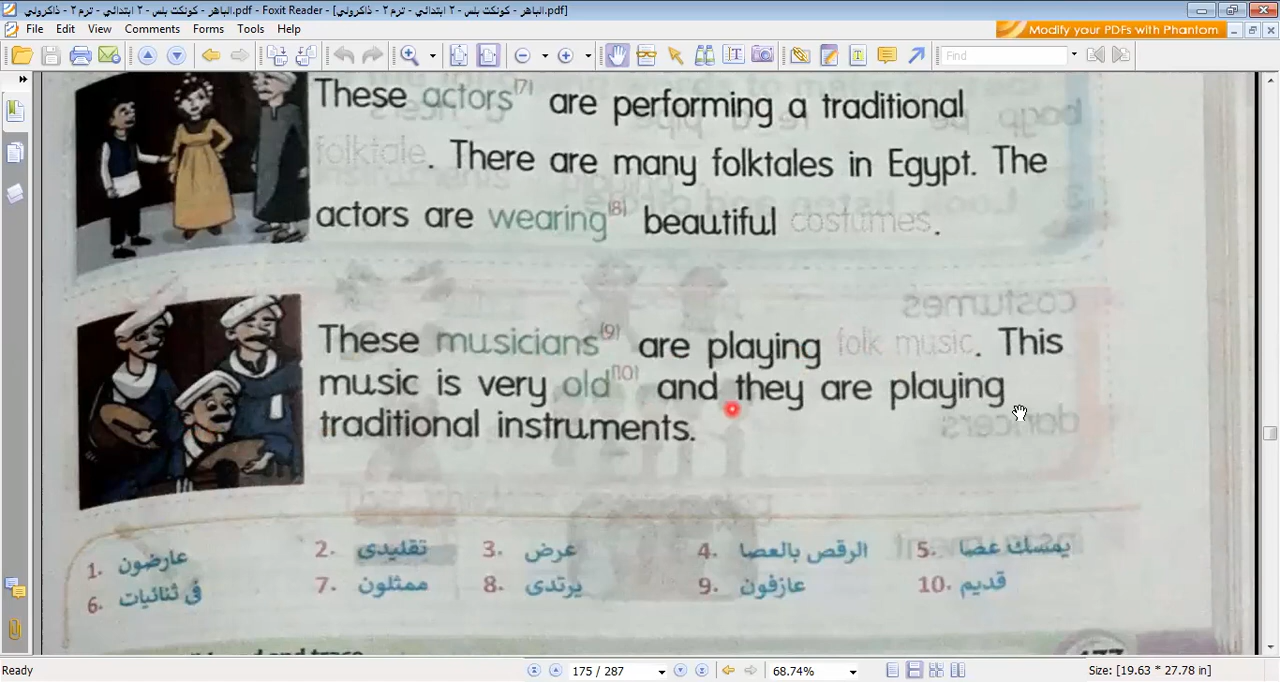 الباهر - كونكت بلس - ٢ ابتدائي - ترم ٢ - ذاكرولي.pdf - Foxit Reader - [الباهر - كونكت بلس - ٢ ابتدائي - ترم ٢ - ذاكرولي.pdf]
File Edit View Comments Forms Tools Help
Modify your PDFs with Phantom
Find
These actors(7) are performing a traditional
folktale. There are many folktales in Egypt. The
actors are wearing(8) beautiful costumes.
costumes
These musicians(9) are playing folk music. This
music is very old(10) and they are playing
traditional instruments.
dancers
1. عارضون
2. تقليدى
3. عرض
4. الرقص بالعصا
5. يمسك عصا
6. فى ثنائيات
7. ممثلون
8. يرتدى
9. عازفون
10. قديم
Ready
175 / 287
68.74%
Size: [19.63 * 27.78 in]